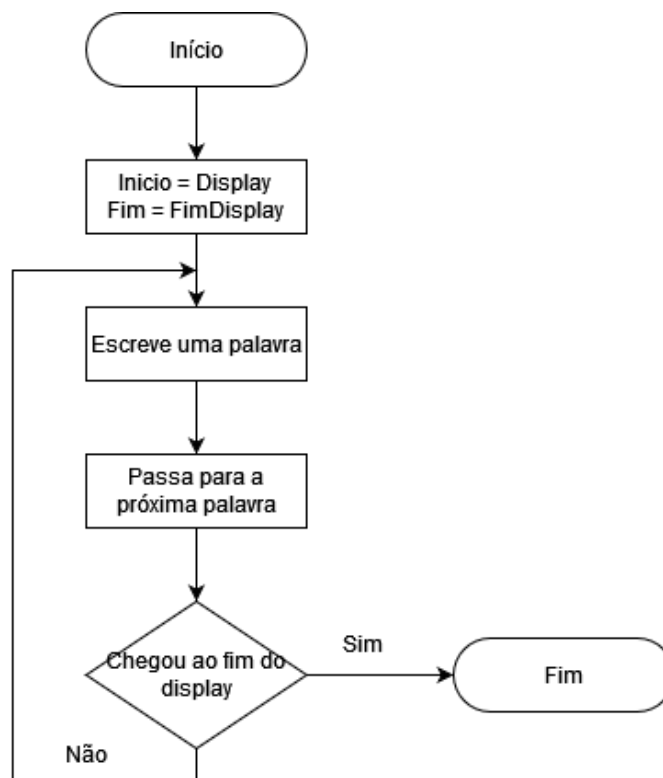 Início
Inicio = Display
Fim = FimDisplay
Escreve uma palavra
Passa para a
próxima palavra
Chegou ao fim do
display
Sim
Fim
Não